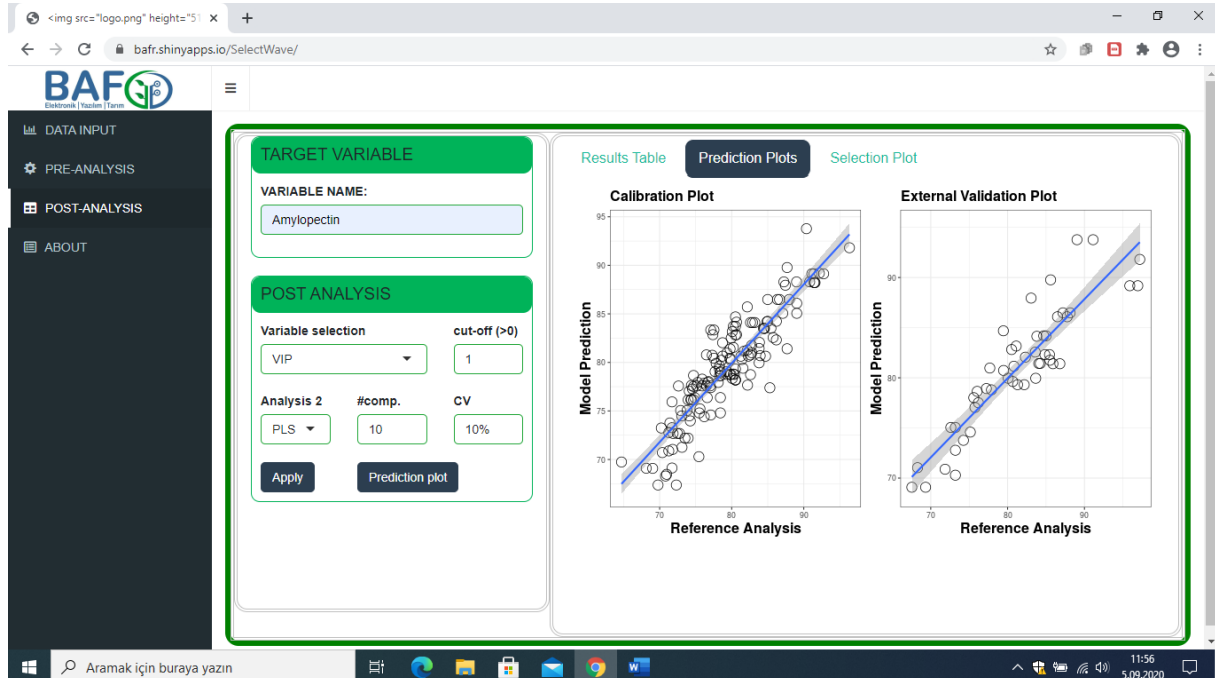 <img src="logo.png" height="51
bafr.shinyapps.io/SelectWave/
BAF
Elektronik | Yazılım | Tarım
DATA INPUT
PRE-ANALYSIS
POST-ANALYSIS
ABOUT
TARGET VARIABLE
VARIABLE NAME:
Amylopectin
POST ANALYSIS
Variable selection cut-off (>0)
VIP 1
Analysis 2 #comp. CV
PLS 10 10%
Apply Prediction plot
Results Table Prediction Plots Selection Plot
Calibration Plot
95
90
85
80
75
70
Model Prediction
70 80 90
Reference Analysis
External Validation Plot
90
80
70
Model Prediction
70 80 90
Reference Analysis
Aramak için buraya yazın
11:56
5.09.2020